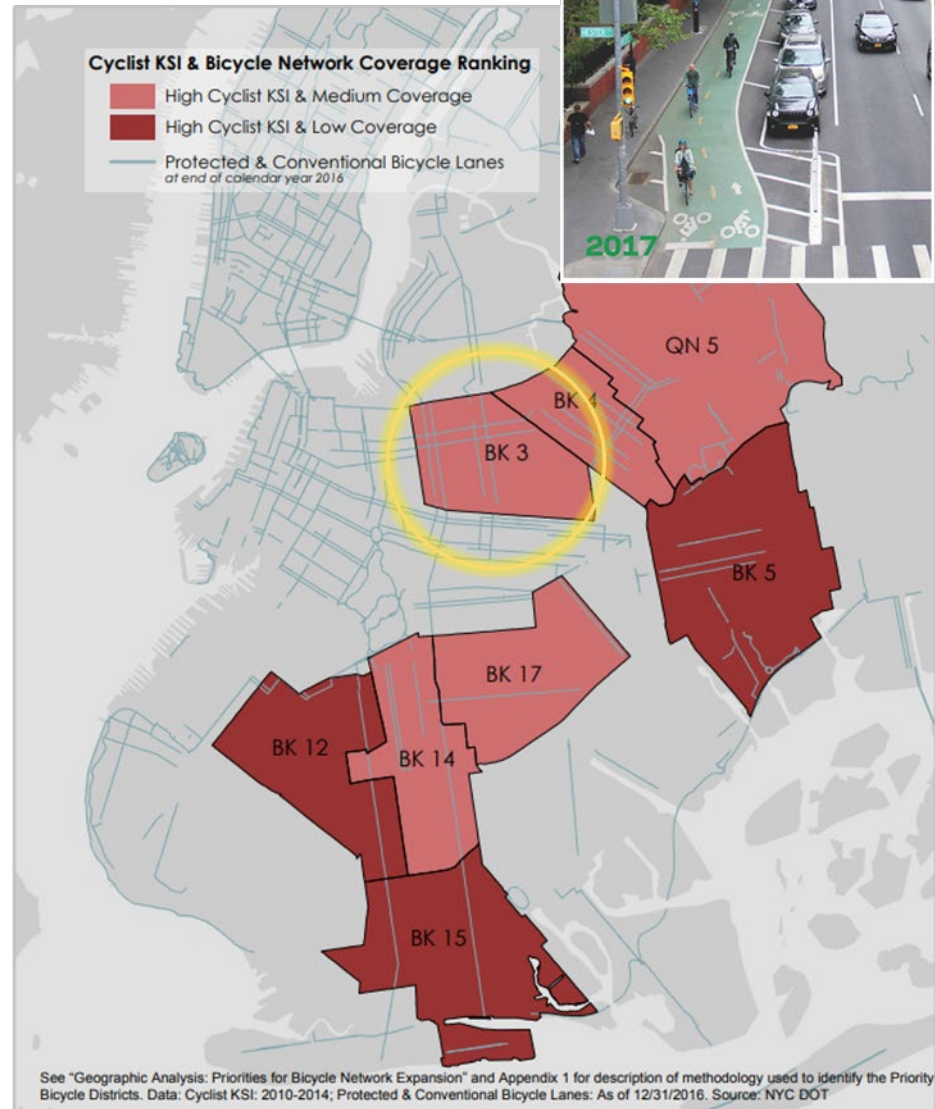 Cyclist KSI & Bicycle Network Coverage Ranking
High Cyclist KSI & Medium Coverage
High Cyclist KSI & Low Coverage
Protected & Conventional Bicycle Lanes
at end of calendar year 2016
HESTER
2017
QN 5
BK 4
BK 3
BK 5
BK 17
BK 12
BK 14
BK 15
See "Geographic Analysis: Priorities for Bicycle Network Expansion" and Appendix 1 for description of methodology used to identify the Priority
Bicycle Districts. Data: Cyclist KSI: 2010-2014; Protected & Conventional Bicycle Lanes: As of 12/31/2016. Source: NYC DOT